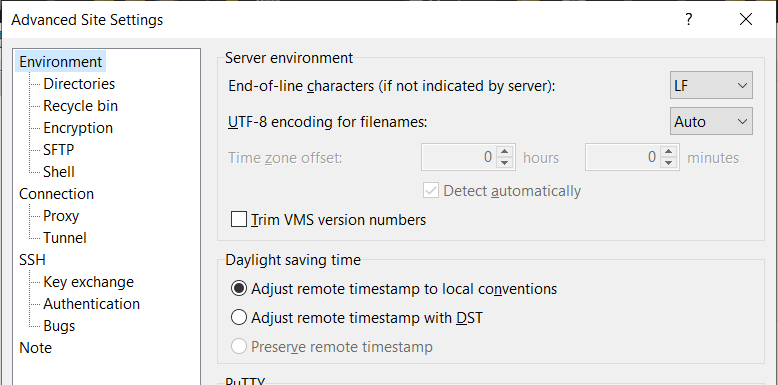 Advanced Site Settings
?
Environment
Directories
Recycle bin
Encryption
SFTP
Shell
Connection
Proxy
Tunnel
SSH
Key exchange
Authentication
Bugs
Note
Server environment
End-of-line characters (if not indicated by server): LF
UTF-8 encoding for filenames: Auto
Time zone offset: 0 hours 0 minutes
Detect automatically
Trim VMS version numbers
Daylight saving time
Adjust remote timestamp to local conventions
Adjust remote timestamp with DST
Preserve remote timestamp
PuTTY